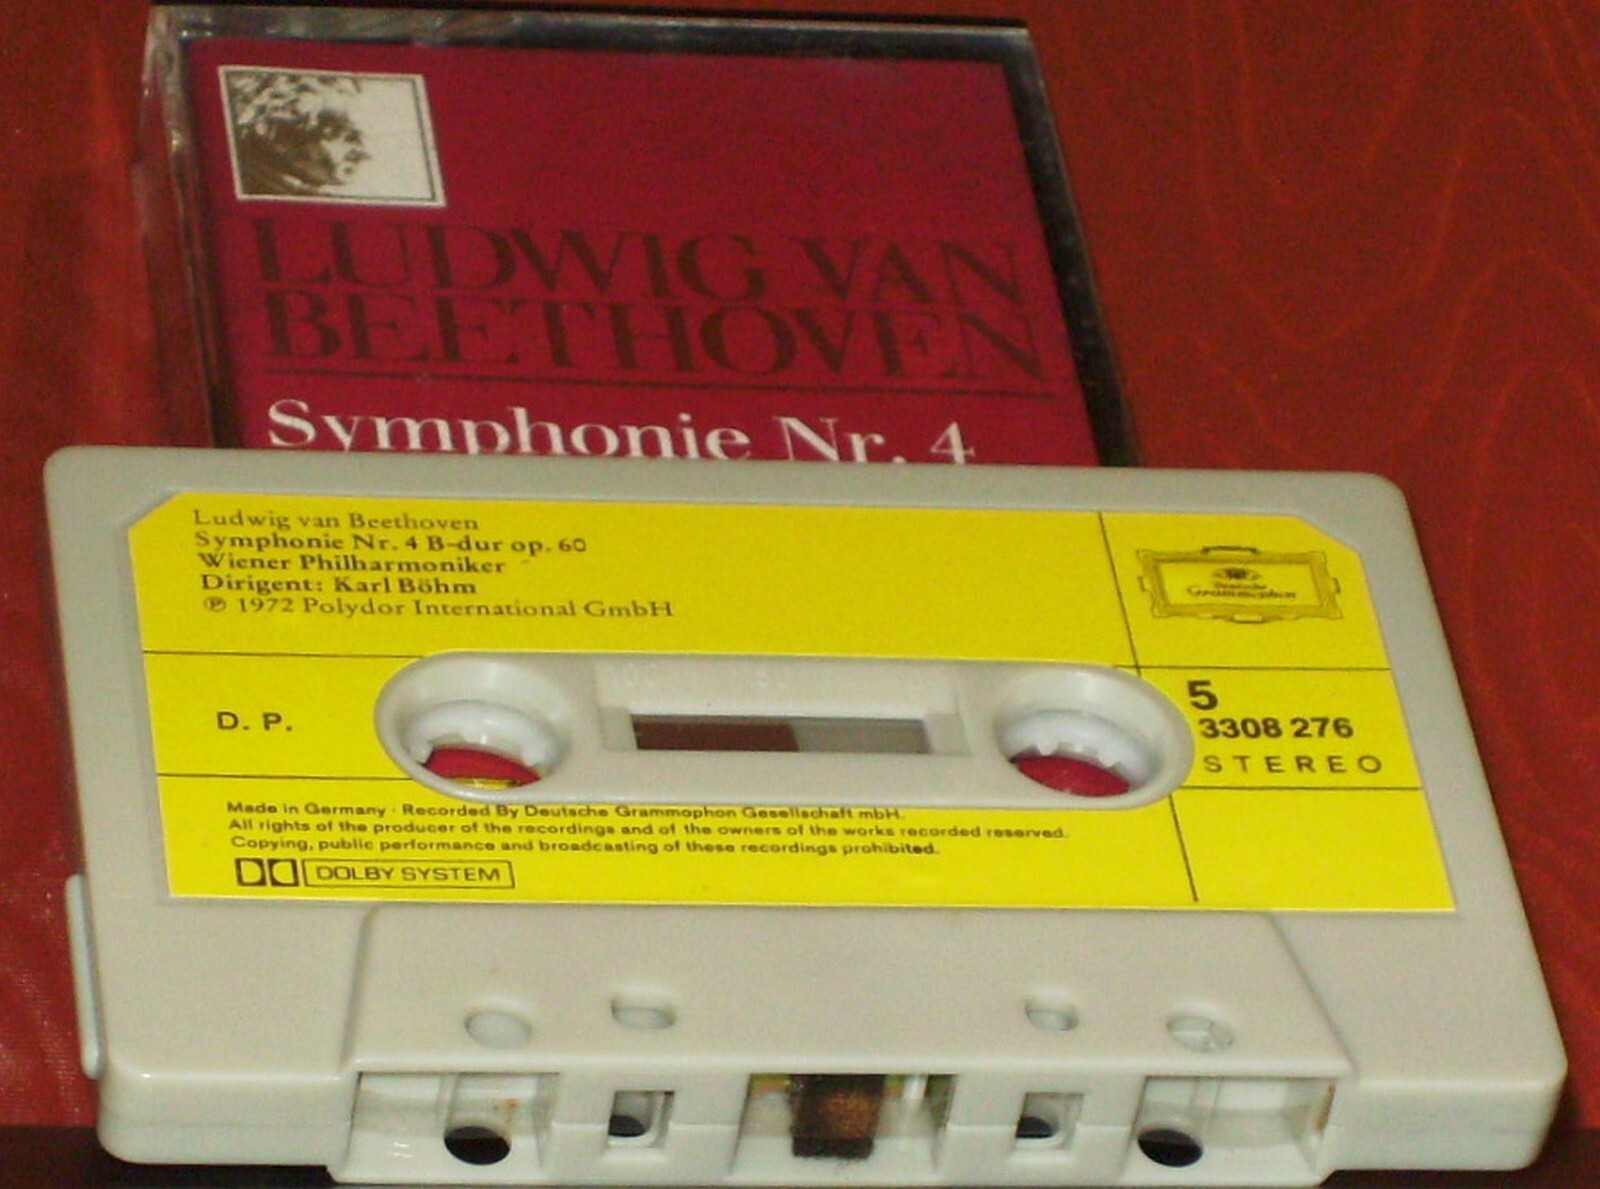 LUDWIG VAN
BEETHOVEN
Symphonie Nr. 4
Ludwig van Beethoven
Symphonie Nr. 4 B-dur op. 60
Wiener Philharmoniker
Dirigent: Karl Böhm
℗ 1972 Polydor International GmbH
Deutsche
Grammophon
D. P.
5
3308 276
STEREO
Made in Germany · Recorded By Deutsche Grammophon Gesellschaft mbH.
All rights of the producer of the recordings and of the owners of the works recorded reserved.
Copying, public performance and broadcasting of these recordings prohibited.
DOLBY SYSTEM